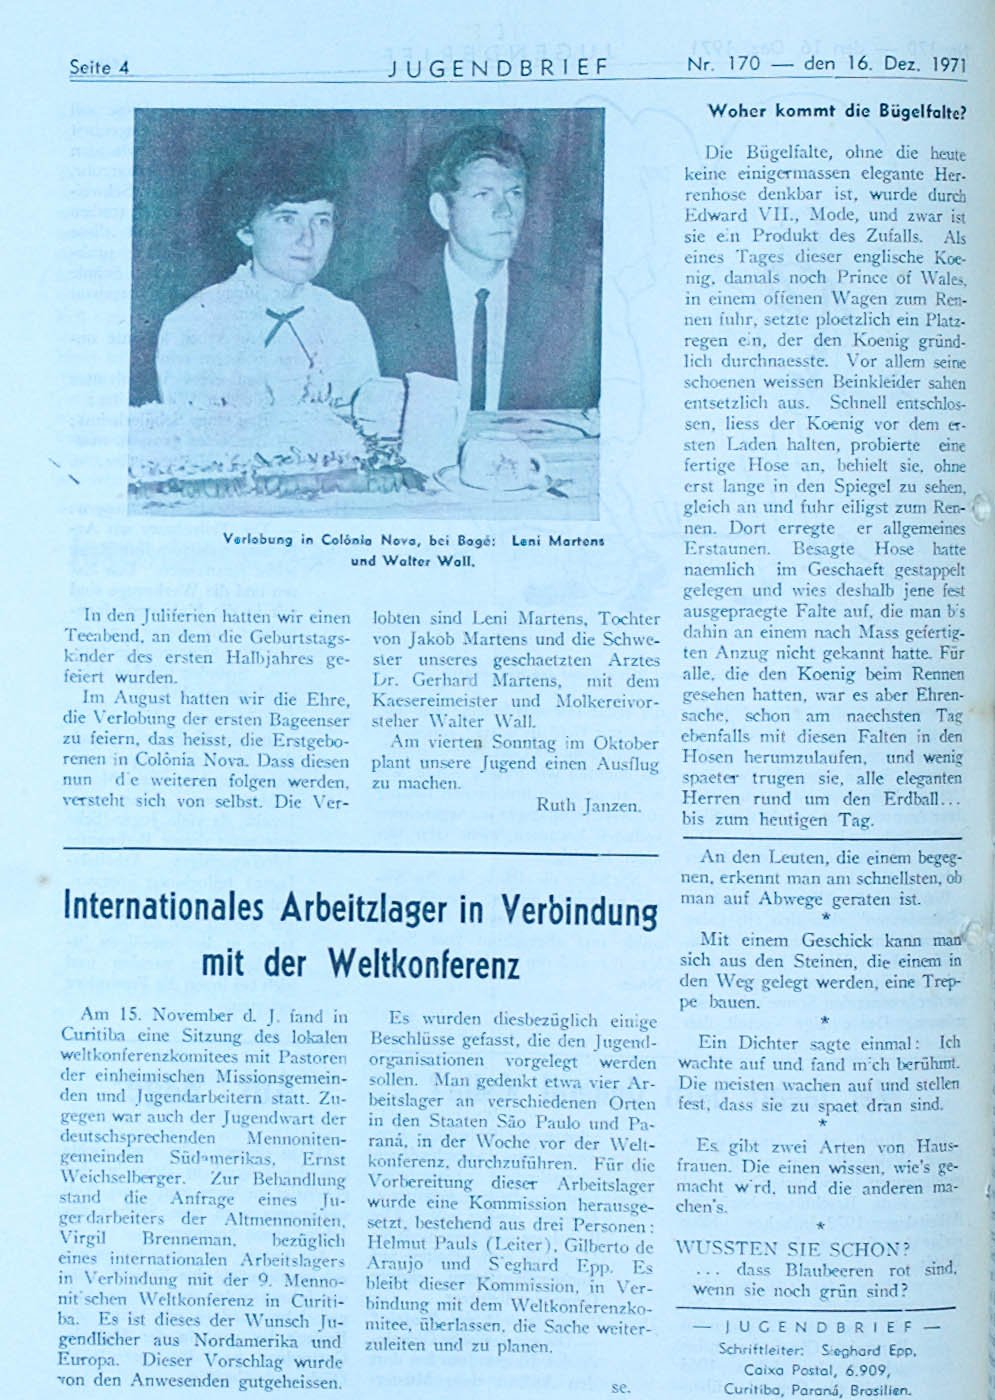 Seite 4
JUGENDBRIEF
Nr. 170 — den 16. Dez. 1971
Verlobung in Colônia Nova, bei Bagé: Leni Martens
und Walter Wall.
In den Juliferien hatten wir einen
Teeabend, an dem die Geburtstags-
kinder des ersten Halbjahres ge-
feiert wurden.
Im August hatten wir die Ehre,
die Verlobung der ersten Bageenser
zu feiern, das heisst, die Erstgebo-
renen in Colônia Nova. Dass diesen
nun die weiteren folgen werden,
versteht sich von selbst. Die Ver-
lobten sind Leni Martens, Tochter
von Jakob Martens und die Schwe-
ster unseres geschaetzten Arztes
Dr. Gerhard Martens, mit dem
Kaesereimeister und Molkereivor-
steher Walter Wall.
Am vierten Sonntag im Oktober
plant unsere Jugend einen Ausflug
zu machen.
Ruth Janzen.
Internationales Arbeitzlager in Verbindung
mit der Weltkonferenz
Am 15. November d. J. fand in
Curitiba eine Sitzung des lokalen
weltkonferenzkomitees mit Pastoren
der einheimischen Missionsgemein-
den und Jugendarbeitern statt. Zu-
gegen war auch der Jugendwart der
deutschsprechenden Mennoniten-
gemeinden Südamerikas, Ernst
Weichselberger. Zur Behandlung
stand die Anfrage eines Ju-
gendarbeiters der Altmennoniten,
Virgil Brenneman, bezüglich
eines internationalen Arbeitslagers
in Verbindung mit der 9. Menno-
nitischen Weltkonferenz in Curiti-
ba. Es ist dieses der Wunsch Ju-
gendlicher aus Nordamerika und
Europa. Dieser Vorschlag wurde
von den Anwesenden gutgeheissen.
Es wurden diesbezüglich einige
Beschlüsse gefasst, die den Jugend-
organisationen vorgelegt werden
sollen. Man gedenkt etwa vier Ar-
beitslager an verschiedenen Orten
in den Staaten São Paulo und Pa-
raná, in der Woche vor der Welt-
konferenz, durchzuführen. Für die
Vorbereitung dieser Arbeitslager
wurde eine Kommission herausge-
setzt, bestehend aus drei Personen:
Helmut Pauls (Leiter), Gilberto de
Araujo und Sieghard Epp. Es
bleibt dieser Kommission, in Ver-
bindung mit dem Weltkonferenzko-
mitee, überlassen, die Sache weiter-
zuleiten und zu planen.
se.
Woher kommt die Bügelfalte?
Die Bügelfalte, ohne die heute
keine einigermassen elegante Her-
renhose denkbar ist, wurde durch
Edward VII., Mode, und zwar ist
sie ein Produkt des Zufalls. Als
eines Tages dieser englische Koe-
nig, damals noch Prince of Wales,
in einem offenen Wagen zum Ren-
nen fuhr, setzte ploetzlich ein Platz-
regen ein, der den Koenig gründ-
lich durchnaesste. Vor allem seine
schoenen weissen Beinkleider sahen
entsetzlich aus. Schnell entschlos-
sen, liess der Koenig vor dem er-
sten Laden halten, probierte eine
fertige Hose an, behielt sie, ohne
erst lange in den Spiegel zu sehen,
gleich an und fuhr eiligst zum Ren-
nen. Dort erregte er allgemeines
Erstaunen. Besagte Hose hatte
naemlich im Geschaeft gestappelt
gelegen und wies deshalb jene fest
ausgepraegte Falte auf, die man bis
dahin an einem nach Mass gefertig-
ten Anzug nicht gekannt hatte. Für
alle, die den Koenig beim Rennen
gesehen hatten, war es aber Ehren-
sache, schon am naechsten Tag
ebenfalls mit diesen Falten in den
Hosen herumzulaufen, und wenig
spaeter trugen sie, alle eleganten
Herren rund um den Erdball...
bis zum heutigen Tag.
An den Leuten, die einem begeg-
nen, erkennt man am schnellsten, ob
man auf Abwege geraten ist.
*
Mit einem Geschick kann man
sich aus den Steinen, die einem in
den Weg gelegt werden, eine Trep-
pe bauen.
*
Ein Dichter sagte einmal: Ich
wachte auf und fand mich berühmt.
Die meisten wachen auf und stellen
fest, dass sie zu spaet dran sind.
*
Es gibt zwei Arten von Haus-
frauen. Die einen wissen, wie's ge-
macht wird, und die anderen ma-
chen's.
*
WUSSTEN SIE SCHON?
... dass Blaubeeren rot sind,
wenn sie noch grün sind?
— JUGENDBRIEF —
Schriftleiter: Sieghard Epp,
Caixa Postal, 6.909,
Curitiba, Paraná, Brasilien.